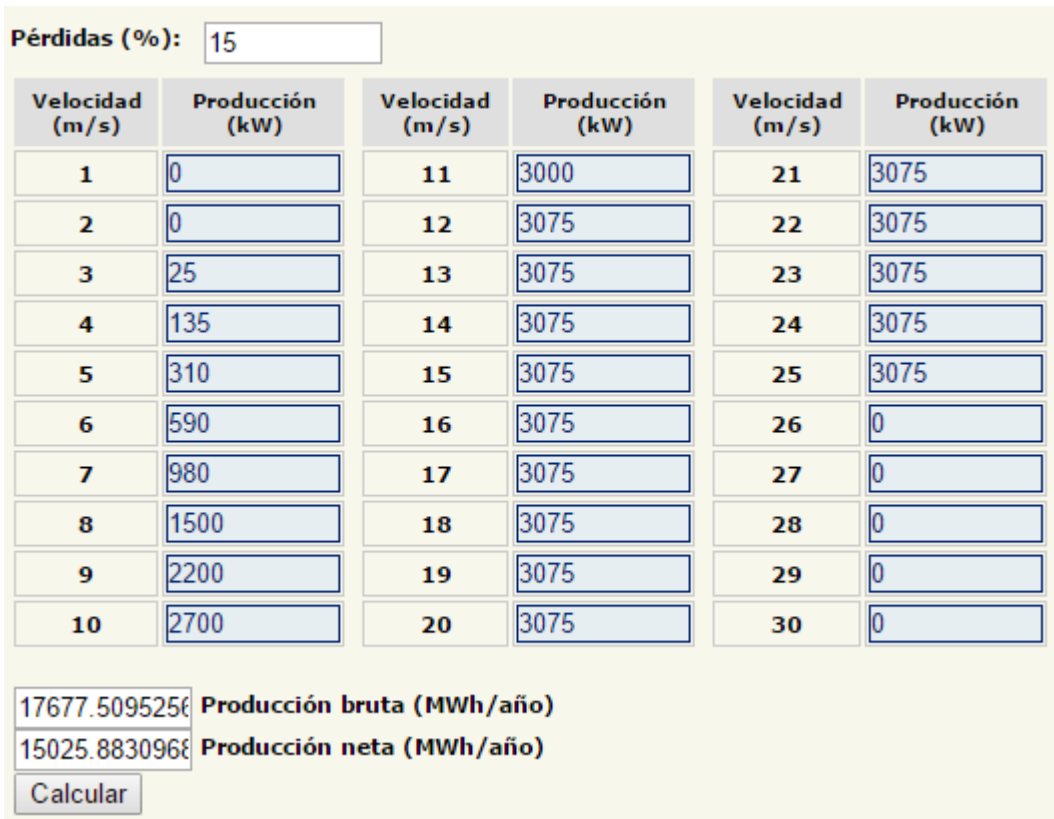 Pérdidas (%): 15
Velocidad (m/s) Producción (kW) Velocidad (m/s) Producción (kW) Velocidad (m/s) Producción (kW)
1 0 11 3000 21 3075
2 0 12 3075 22 3075
3 25 13 3075 23 3075
4 135 14 3075 24 3075
5 310 15 3075 25 3075
6 590 16 3075 26 0
7 980 17 3075 27 0
8 1500 18 3075 28 0
9 2200 19 3075 29 0
10 2700 20 3075 30 0
17677.5095256 Producción bruta (MWh/año)
15025.8830968 Producción neta (MWh/año)
Calcular